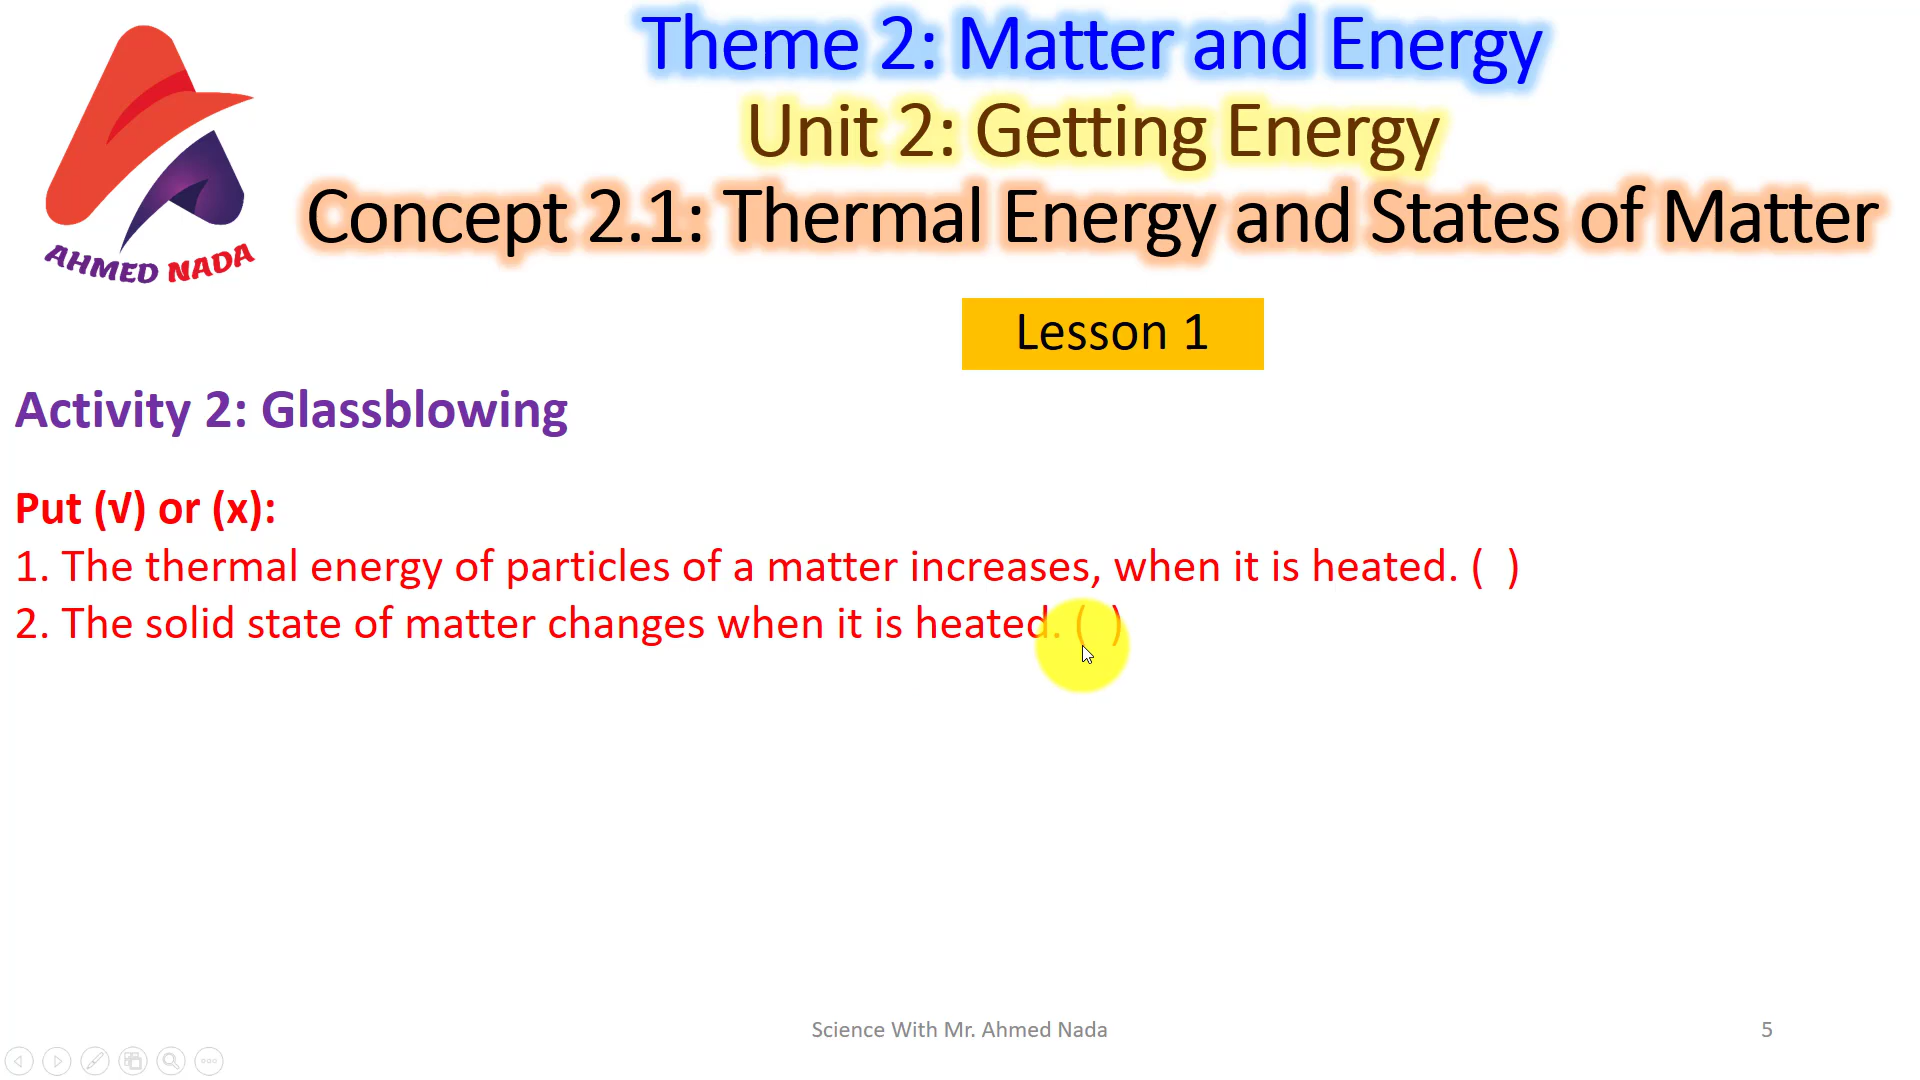 Theme 2: Matter and Energy
Unit 2: Getting Energy
Concept 2.1: Thermal Energy and States of Matter
AHMED NADA
Lesson 1
Activity 2: Glassblowing
Put (√) or (x):
1. The thermal energy of particles of a matter increases, when it is heated. (  )
2. The solid state of matter changes when it is heated. (  )
Science With Mr. Ahmed Nada
5